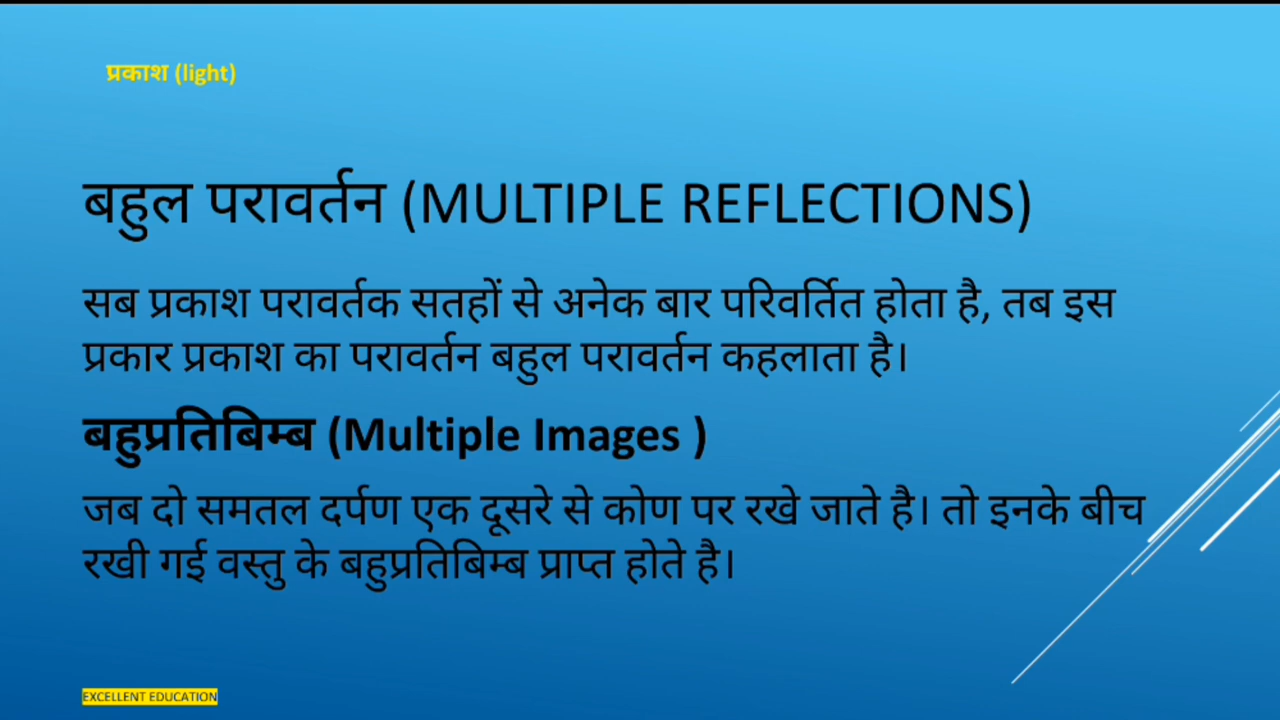 प्रकाश (light)
बहुल परावर्तन (MULTIPLE REFLECTIONS)
सब प्रकाश परावर्तक सतहों से अनेक बार परिवर्तित होता है, तब इस
प्रकार प्रकाश का परावर्तन बहुल परावर्तन कहलाता है।
बहुप्रतिबिम्ब (Multiple Images )
जब दो समतल दर्पण एक दूसरे से कोण पर रखे जाते है। तो इनके बीच
रखी गई वस्तु के बहुप्रतिबिम्ब प्राप्त होते है।
EXCELLENT EDUCATION